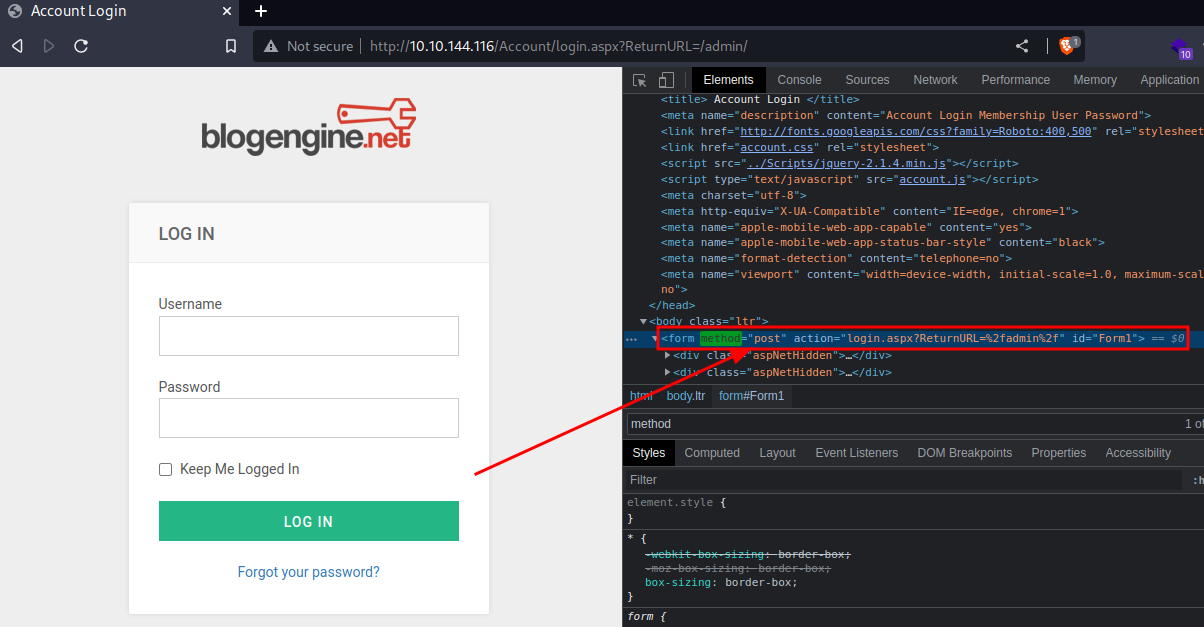 Account Login
Not secure
http://10.10.144.116/Account/login.aspx?ReturnURL=/admin/
1
10
blogengine.net
LOG IN
Username
Password
Keep Me Logged In
LOG IN
Forgot your password?
Elements Console Sources Network Performance Memory Application
<title> Account Login </title>
<meta name="description" content="Account Login Membership User Password">
<link href="http://fonts.googleapis.com/css?family=Roboto:400,500" rel="stylesheet
<link href="account.css" rel="stylesheet">
<script src="../Scripts/jquery-2.1.4.min.js"></script>
<script type="text/javascript" src="account.js"></script>
<meta charset="utf-8">
<meta http-equiv="X-UA-Compatible" content="IE=edge, chrome=1">
<meta name="apple-mobile-web-app-capable" content="yes">
<meta name="apple-mobile-web-app-status-bar-style" content="black">
<meta name="format-detection" content="telephone=no">
<meta name="viewport" content="width=device-width, initial-scale=1.0, maximum-scal
no">
</head>
<body class="ltr">
<form method="post" action="login.aspx?ReturnURL=%2fadmin%2f" id="Form1"> == $0
<div class="aspNetHidden">…</div>
<div class="aspNetHidden">…</div>
html body.ltr form#Form1
method
1 of
Styles Computed Layout Event Listeners DOM Breakpoints Properties Accessibility
Filter
:h
element.style {
}
* {
-webkit-box-sizing: border-box;
-moz-box-sizing: border-box;
box-sizing: border-box;
}
form {